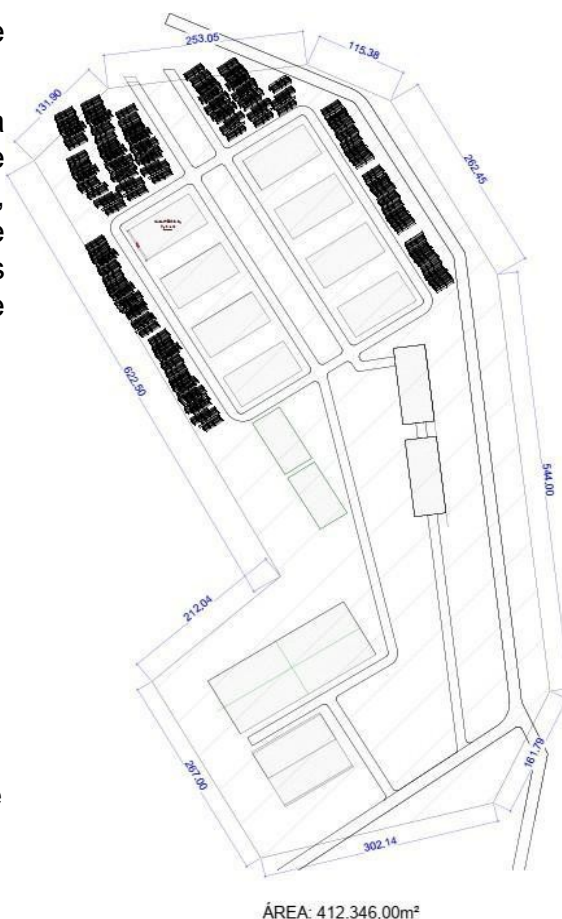 e
253.05
115.38
131.90
a
e
,
e
s
e
262.45
622.50
544.00
212.04
267.00
161.79
302.14
e
ÁREA: 412.346,00m²